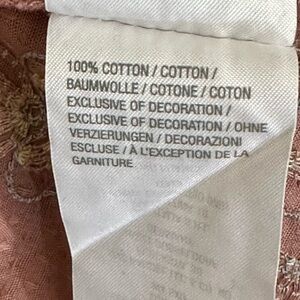 100% COTTON / COTTON /
BAUMWOLLE / COTONE / COTON
EXCLUSIVE OF DECORATION /
EXCLUSIVE OF DECORATION / OHNE
VERZIERUNGEN / DECORAZIONI
ESCLUSE / À L'EXCEPTION DE LA
GARNITURE